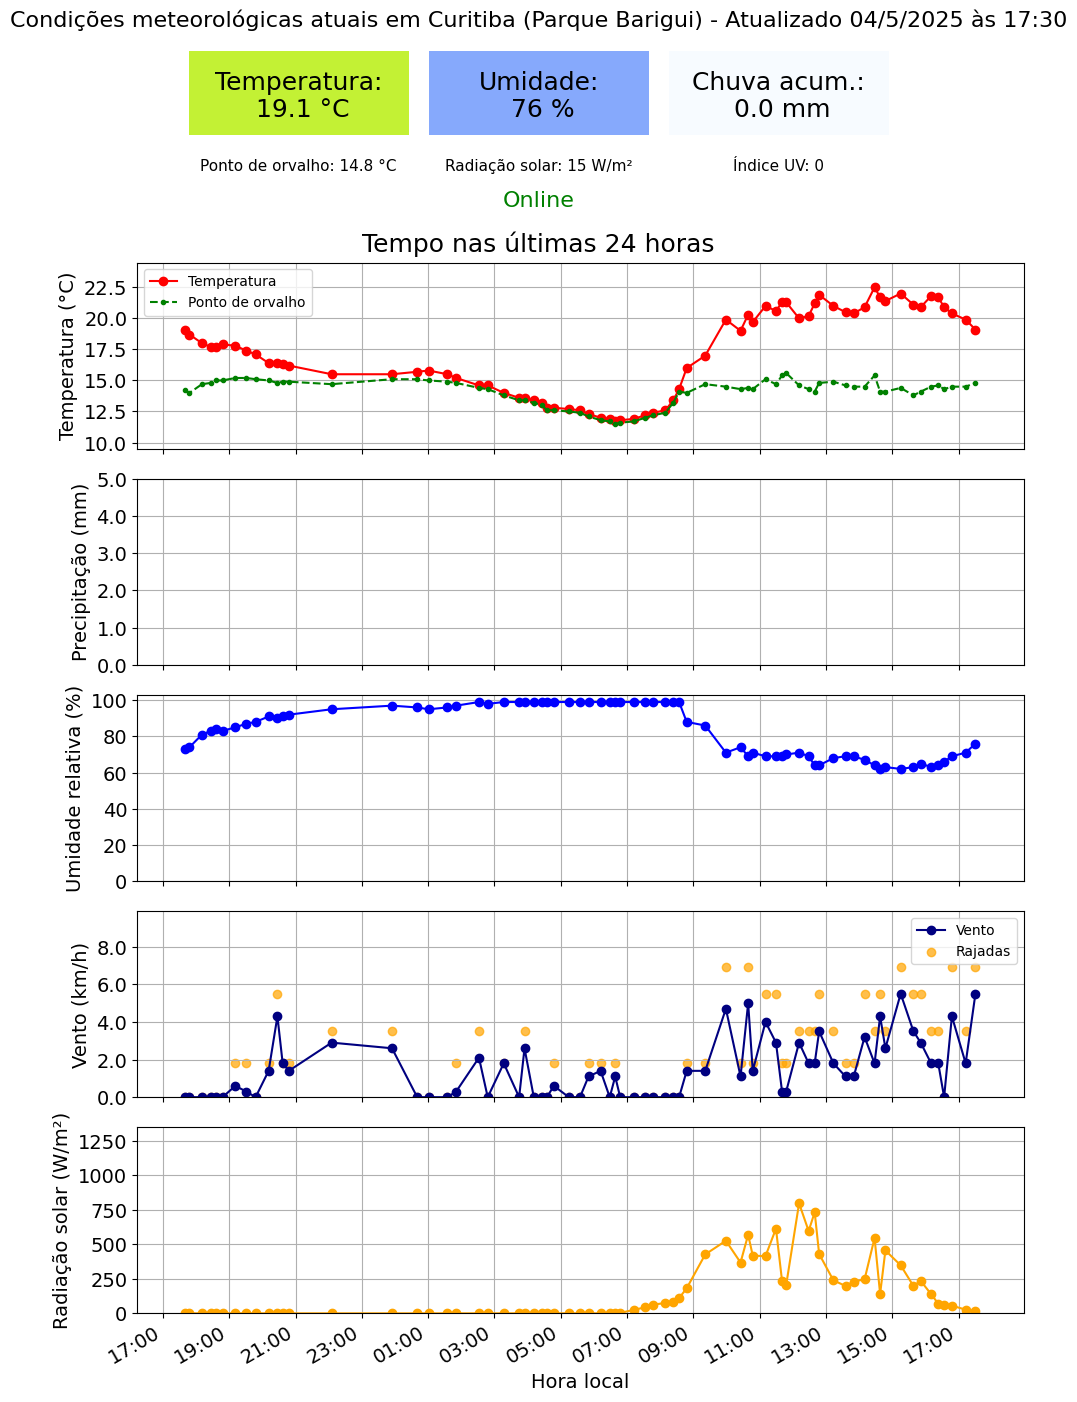 Condições meteorológicas atuais em Curitiba (Parque Barigui) - Atualizado 04/5/2025 às 17:30
Temperatura:
19.1 °C
Umidade:
76 %
Chuva acum.:
0.0 mm
Ponto de orvalho: 14.8 °C
Radiação solar: 15 W/m²
Índice UV: 0
Online
Tempo nas últimas 24 horas
Temperatura (°C)
22.5
20.0
17.5
15.0
12.5
10.0
Temperatura
Ponto de orvalho
Precipitação (mm)
5.0
4.0
3.0
2.0
1.0
0.0
Umidade relativa (%)
100
80
60
40
20
0
Vento (km/h)
8.0
6.0
4.0
2.0
0.0
Vento
Rajadas
Radiação solar (W/m²)
1250
1000
750
500
250
0
17:00
19:00
21:00
23:00
01:00
03:00
05:00
07:00
09:00
11:00
13:00
15:00
17:00
Hora local